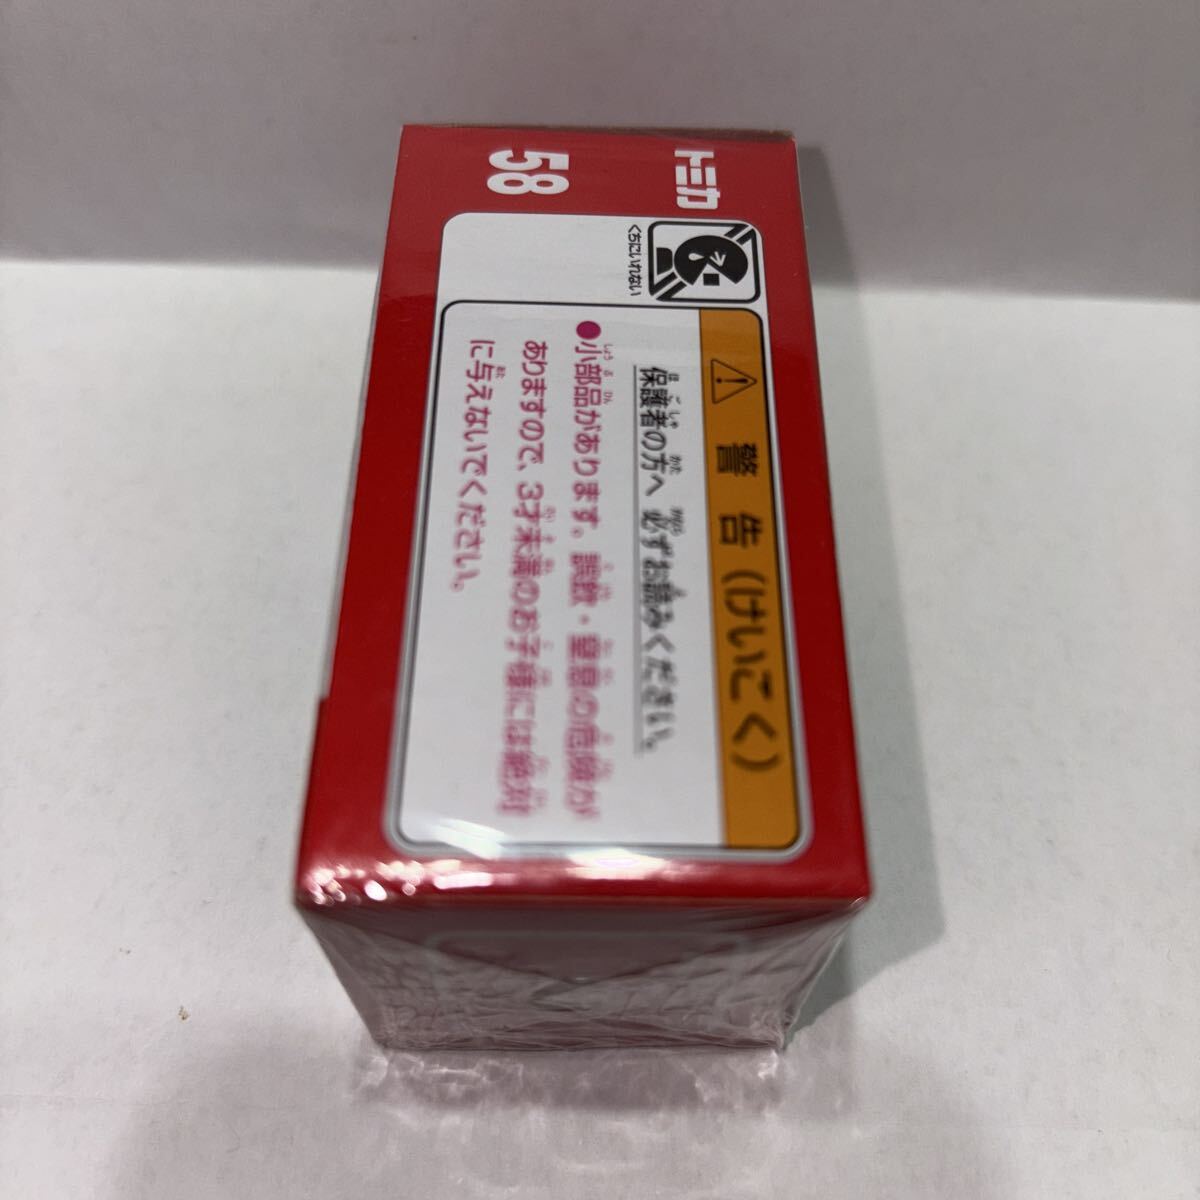 トミカ
58
くちにいれない
警告(けいこく)
保護者の方へ 必ずお読みください。
●小部品があります。誤飲・窒息の危険が
ありますので、3才未満のお子様には絶対
に与えないでください。